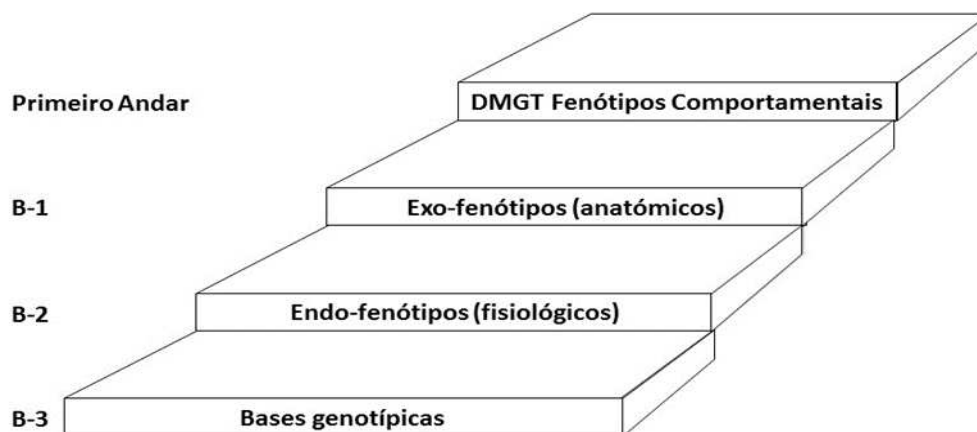 Primeiro Andar
DMGT Fenótipos Comportamentais
B-1
Exo-fenótipos (anatómicos)
B-2
Endo-fenótipos (fisiológicos)
B-3
Bases genotípicas